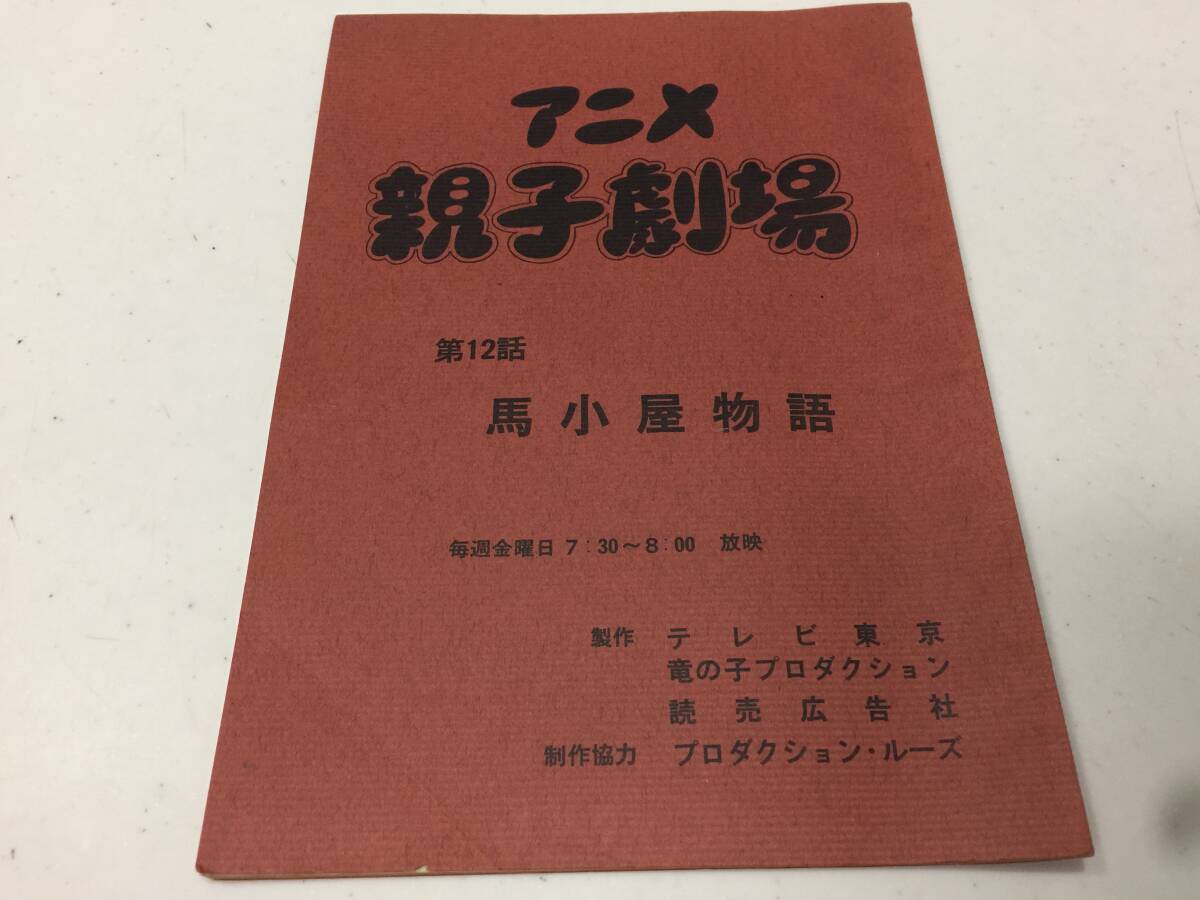 アニメ
親子劇場
第12話
馬小屋物語
毎週金曜日 7:30～8:00 放映
製作 テレビ東京
竜の子プロダクション
読売広告社
制作協力 プロダクション・ルーズ